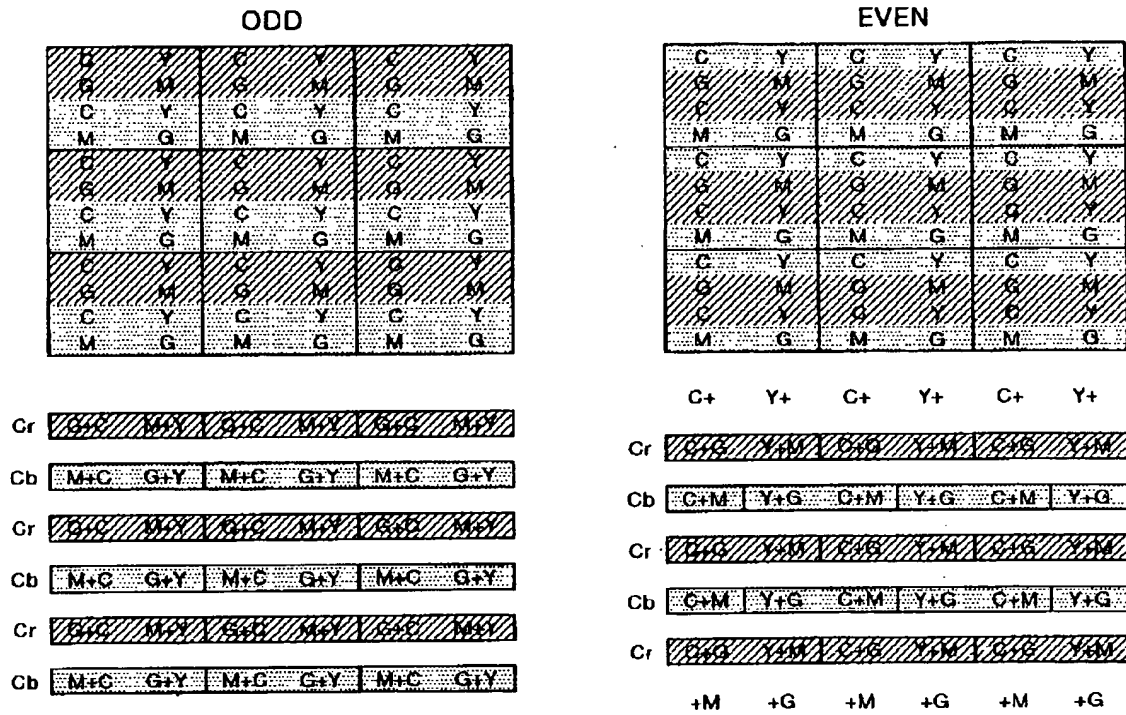 ODD
C Y C Y C Y
G M G M G M
C Y C Y C Y
M G M G M G
C Y C Y C Y
G M G M G M
C Y C Y C Y
M G M G M G
C Y C Y C Y
G M G M G M
C Y C Y C Y
M G M G M G
Cr G+C M+Y G+C M+Y G+C M+Y
Cb M+C G+Y M+C G+Y M+C G+Y
Cr G+C M+Y G+C M+Y G+C M+Y
Cb M+C G+Y M+C G+Y M+C G+Y
Cr G+C M+Y G+C M+Y G+C M+Y
Cb M+C G+Y M+C G+Y M+C G+Y
EVEN
C Y C Y C Y
G M G M G M
C Y C Y C Y
M G M G M G
C Y C Y C Y
G M G M G M
C Y C Y C Y
M G M G M G
C Y C Y C Y
G M G M G M
C Y C Y C Y
M G M G M G
C+ Y+ C+ Y+ C+ Y+
Cr C+G Y+M C+G Y+M C+G Y+M
Cb C+M Y+G C+M Y+G C+M Y+G
Cr C+G Y+M C+G Y+M C+G Y+M
Cb C+M Y+G C+M Y+G C+M Y+G
Cr C+G Y+M C+G Y+M C+G Y+M
+M +G +M +G +M +G